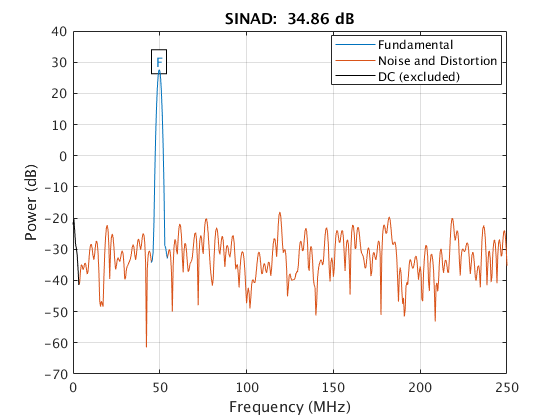 SINAD:  34.86 dB
F
Fundamental
Noise and Distortion
DC (excluded)
Power (dB)
40
30
20
10
0
-10
-20
-30
-40
-50
-60
-70
0 50 100 150 200 250
Frequency (MHz)